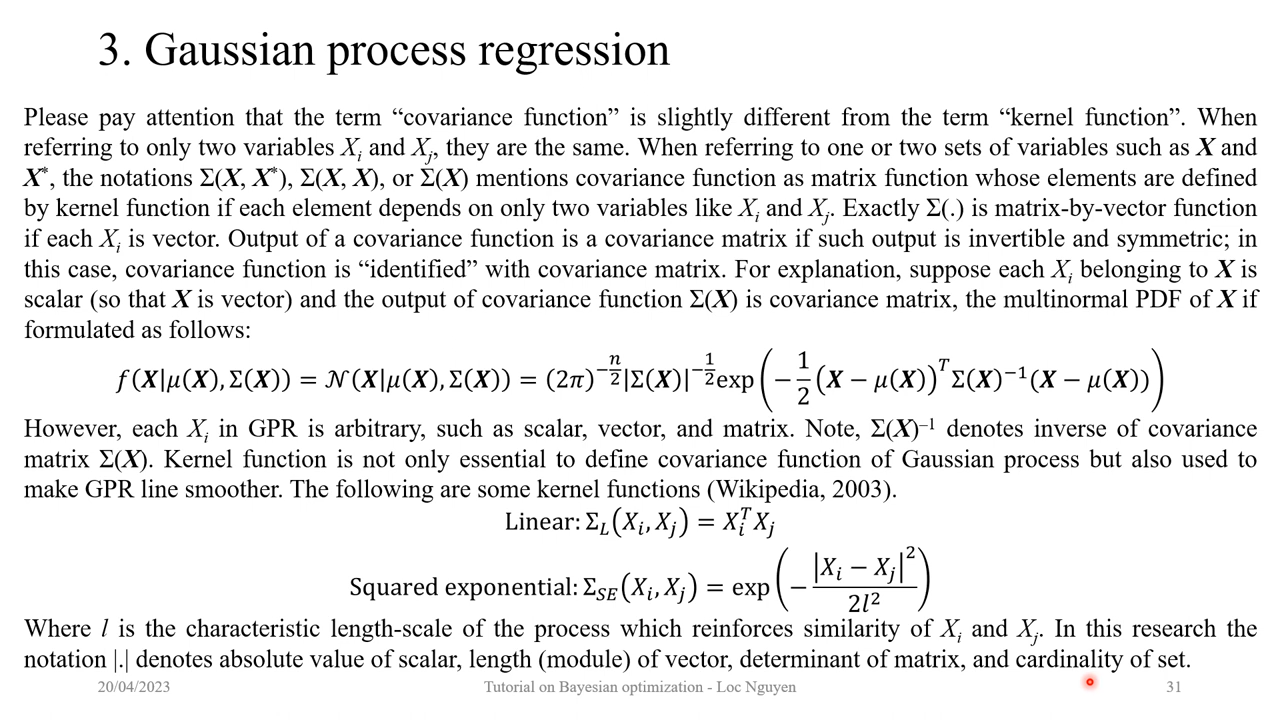 3. Gaussian process regression
Please pay attention that the term “covariance function” is slightly different from the term “kernel function”. When
referring to only two variables Xᵢ and Xⱼ, they are the same. When referring to one or two sets of variables such as X and
X*, the notations Σ(X, X*), Σ(X, X), or Σ(X) mentions covariance function as matrix function whose elements are defined
by kernel function if each element depends on only two variables like Xᵢ and Xⱼ. Exactly Σ(.) is matrix-by-vector function
if each Xᵢ is vector. Output of a covariance function is a covariance matrix if such output is invertible and symmetric; in
this case, covariance function is “identified” with covariance matrix. For explanation, suppose each Xᵢ belonging to X is
scalar (so that X is vector) and the output of covariance function Σ(X) is covariance matrix, the multinormal PDF of X if
formulated as follows:
f(X|μ(X), Σ(X)) = 𝒩(X|μ(X), Σ(X)) = (2π)^(−n/2)|Σ(X)|^(−1/2)exp(−1/2(X − μ(X))^T Σ(X)^−1(X − μ(X)))
However, each Xᵢ in GPR is arbitrary, such as scalar, vector, and matrix. Note, Σ(X)⁻¹ denotes inverse of covariance
matrix Σ(X). Kernel function is not only essential to define covariance function of Gaussian process but also used to
make GPR line smoother. The following are some kernel functions (Wikipedia, 2003).
Linear: Σ_L(Xᵢ, Xⱼ) = Xᵢ^T Xⱼ
Squared exponential: Σ_SE(Xᵢ, Xⱼ) = exp(−|Xᵢ − Xⱼ|²/2l²)
Where l is the characteristic length-scale of the process which reinforces similarity of Xᵢ and Xⱼ. In this research the
notation |.| denotes absolute value of scalar, length (module) of vector, determinant of matrix, and cardinality of set.
20/04/2023 Tutorial on Bayesian optimization - Loc Nguyen 31